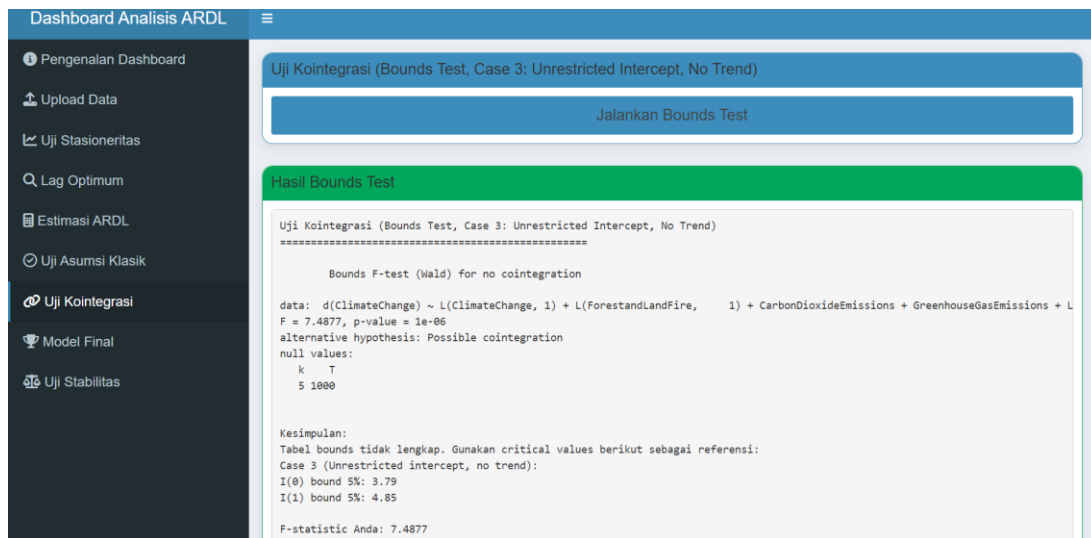 Dashboard Analisis ARDL
Pengenalan Dashboard
Upload Data
Uji Stasioneritas
Lag Optimum
Estimasi ARDL
Uji Asumsi Klasik
Uji Kointegrasi
Model Final
Uji Stabilitas
Uji Kointegrasi (Bounds Test, Case 3: Unrestricted Intercept, No Trend)
Jalankan Bounds Test
Hasil Bounds Test
Uji Kointegrasi (Bounds Test, Case 3: Unrestricted Intercept, No Trend)
==================================================
Bounds F-test (Wald) for no cointegration
data:  d(ClimateChange) ~ L(ClimateChange, 1) + L(ForestandLandFire,     1) + CarbonDioxideEmissions + GreenhouseGasEmissions + L
F = 7.4877, p-value = 1e-06
alternative hypothesis: Possible cointegration
null values:
k    T
5 1000
Kesimpulan:
Tabel bounds tidak lengkap. Gunakan critical values berikut sebagai referensi:
Case 3 (Unrestricted intercept, no trend):
I(0) bound 5%: 3.79
I(1) bound 5%: 4.85
F-statistic Anda: 7.4877